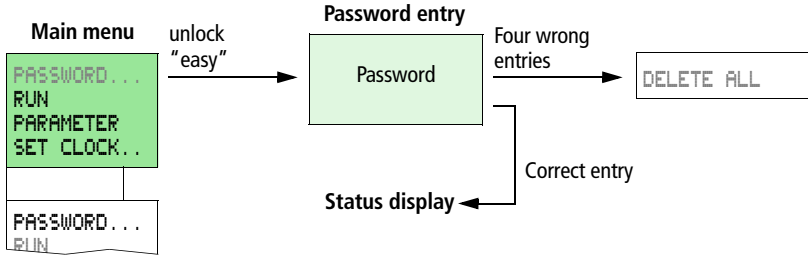 Main menu
PASSWORD...
RUN
PARAMETER
SET CLOCK..
PASSWORD...
RUN
unlock
“easy”
Password entry
Password
Four wrong
entries
DELETE ALL
Correct entry
Status display